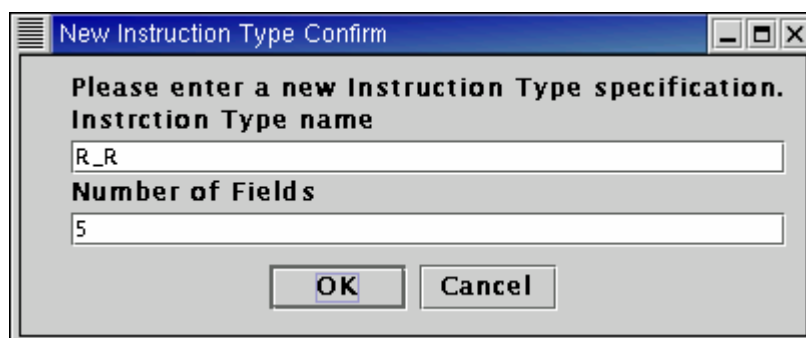 New Instruction Type Confirm
Please enter a new Instruction Type specification.
Instrction Type name
R_R
Number of Fields
5
OK Cancel